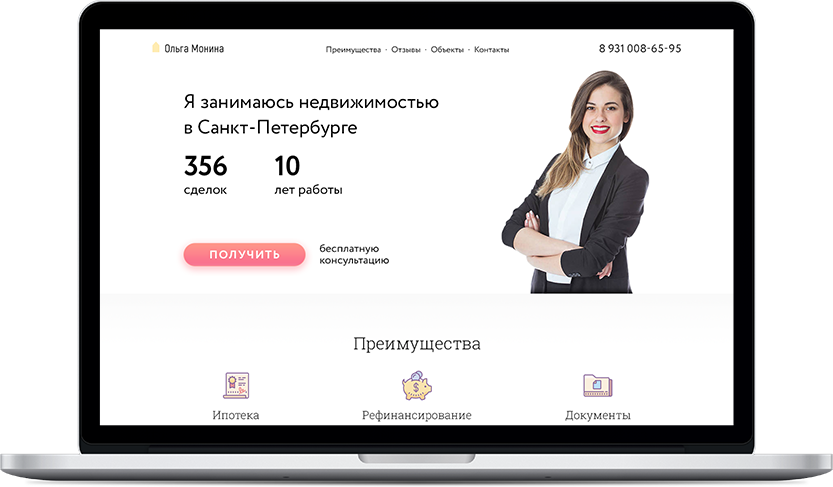 Ольга Монина
Преимущества - Отзывы - Объекты - Контакты
8 931 008-65-95
Я занимаюсь недвижимостью
в Санкт-Петербурге
356
сделок
10
лет работы
ПОЛУЧИТЬ
бесплатную
консультацию
Преимущества
Ипотека
Рефинансирование
Документы